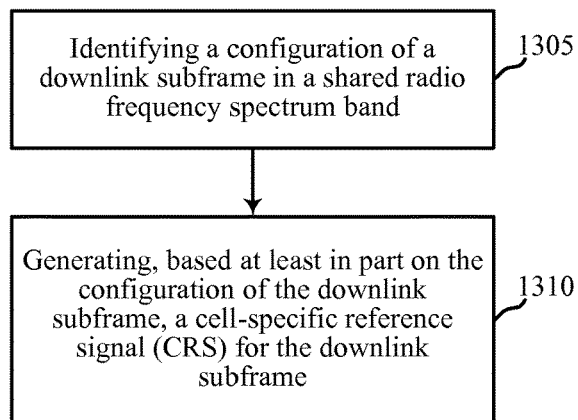 Identifying a configuration of a
downlink subframe in a shared radio
frequency spectrum band
1305
Generating, based at least in part on the
configuration of the downlink
subframe, a cell-specific reference
signal (CRS) for the downlink
subframe
1310